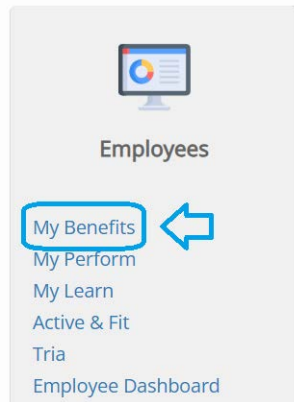 Employees
My Benefits
My Perform
My Learn
Active & Fit
Tria
Employee Dashboard